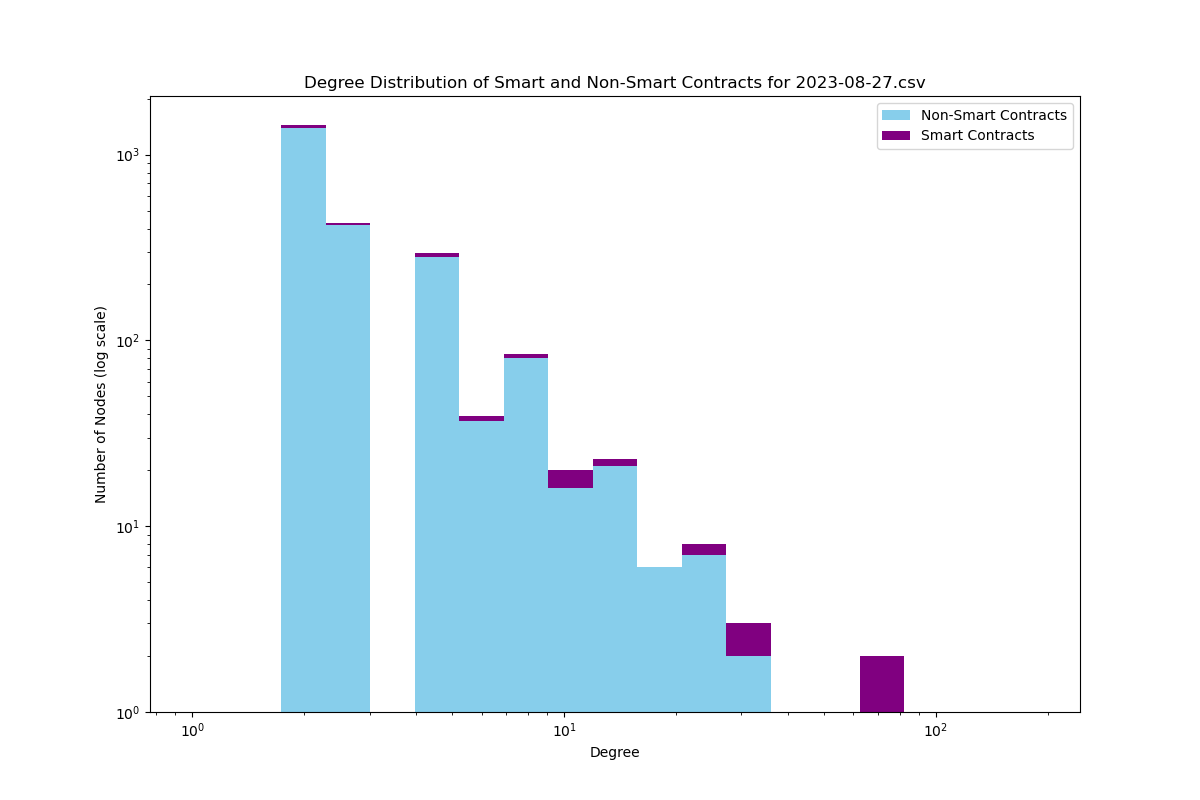 Degree Distribution of Smart and Non-Smart Contracts for 2023-08-27.csv
Non-Smart Contracts
Smart Contracts
Number of Nodes (log scale)
10³
10²
10¹
10⁰
10⁰ 10¹ 10²
Degree